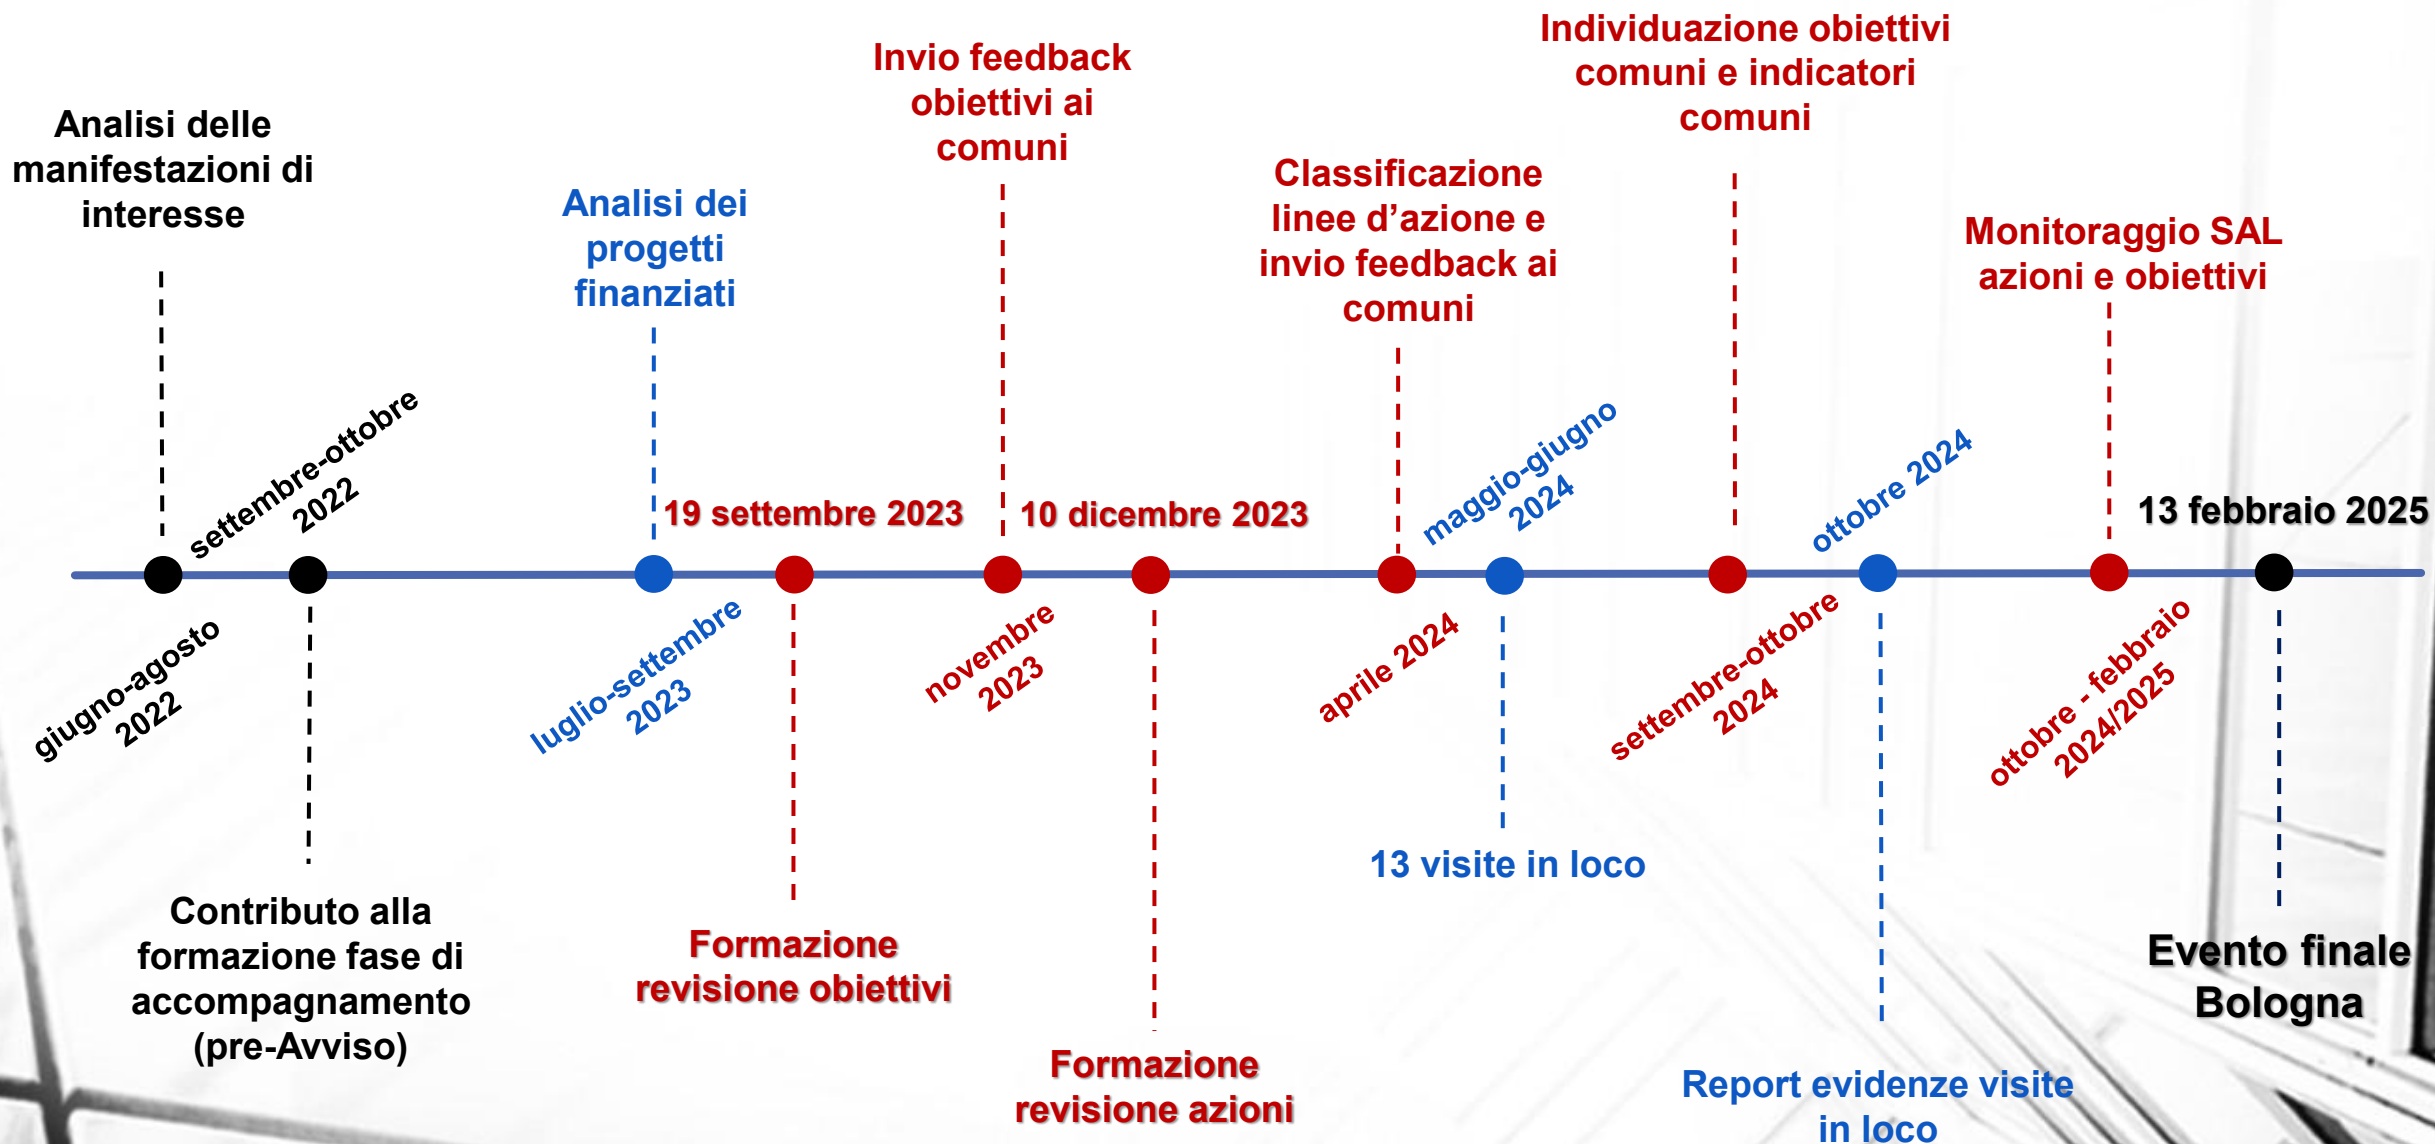 Analisi delle
manifestazioni di
interesse
giugno-agosto
2022
settembre-ottobre
2022
Contributo alla
formazione fase di
accompagnamento
(pre-Avviso)
Analisi dei
progetti
finanziati
luglio-settembre
2023
19 settembre 2023
Formazione
revisione obiettivi
Invio feedback
obiettivi ai
comuni
novembre
2023
10 dicembre 2023
Formazione
revisione azioni
Classificazione
linee d’azione e
invio feedback ai
comuni
aprile 2024
maggio-giugno
2024
13 visite in loco
Individuazione obiettivi
comuni e indicatori
comuni
settembre-ottobre
2024
ottobre 2024
Report evidenze visite
in loco
Monitoraggio SAL
azioni e obiettivi
ottobre - febbraio
2024/2025
13 febbraio 2025
Evento finale
Bologna